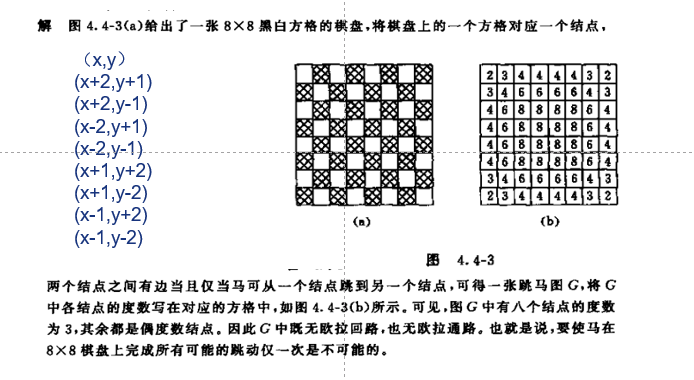 解 图4.4-3(a)给出了一张8×8黑白方格的棋盘,将棋盘上的一个方格对应一个结点,
(x,y)
(x+2,y+1)
(x+2,y-1)
(x-2,y+1)
(x-2,y-1)
(x+1,y+2)
(x+1,y-2)
(x-1,y+2)
(x-1,y-2)
2 3 4 4 4 4 3 2
3 4 6 6 6 6 4 3
4 6 8 8 8 8 6 4
4 6 8 8 8 8 6 4
4 6 8 8 8 8 6 4
4 6 8 8 8 8 6 4
3 4 6 6 6 6 4 3
2 3 4 4 4 4 3 2
(a) (b)
图 4.4-3
两个结点之间有边当且仅当马可从一个结点跳到另一个结点,可得一张跳马图G,将G
中各结点的度数写在对应的方格中,如图4.4-3(b)所示。可见,图G中有八个结点的度数
为3,其余都是偶度数结点。因此G中既无欧拉回路,也无欧拉通路。也就是说,要使马在
8×8棋盘上完成所有可能的跳动仅一次是不可能的。